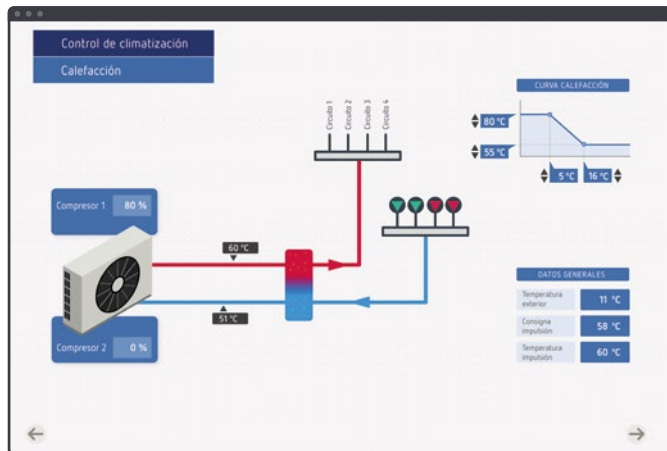 Control de climatización
Calefacción
Circuito 1
Circuito 2
Circuito 3
Circuito 4
CURVA CALEFACCIÓN
80 °C
55 °C
5 °C
16 °C
Compresor 1
80 %
60 °C
51 °C
Compresor 2
0 %
DATOS GENERALES
Temperatura
exterior
11 °C
Consigna
impulsión
58 °C
Temperatura
impulsión
60 °C